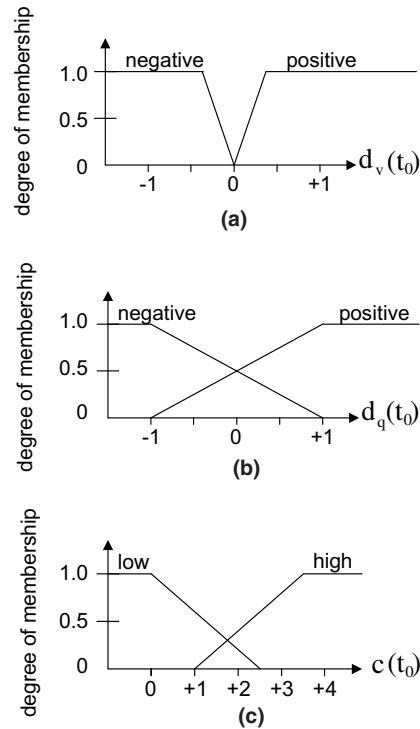 degree of membership
1.0
0.5
0
negative
positive
-1
0
+1
d_v(t_0)
(a)
degree of membership
1.0
0.5
0
negative
positive
-1
0
+1
d_q(t_0)
(b)
degree of membership
1.0
0.5
0
low
high
0
+1
+2
+3
+4
c(t_0)
(c)